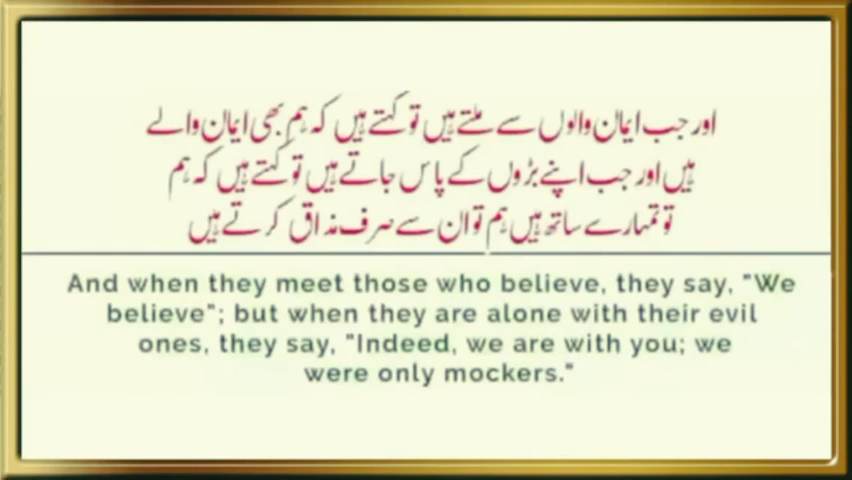 اور جب ایمان والوں سے ملتے ہیں تو کہتے ہیں کہ ہم بھی ایمان والے
ہیں اور جب اپنے بڑوں کے پاس جاتے ہیں تو کہتے ہیں کہ ہم
تو تمہارے ساتھ ہیں ہم تو ان سے صرف مذاق کرتے ہیں
And when they meet those who believe, they say, "We
believe"; but when they are alone with their evil
ones, they say, "Indeed, we are with you; we
were only mockers."